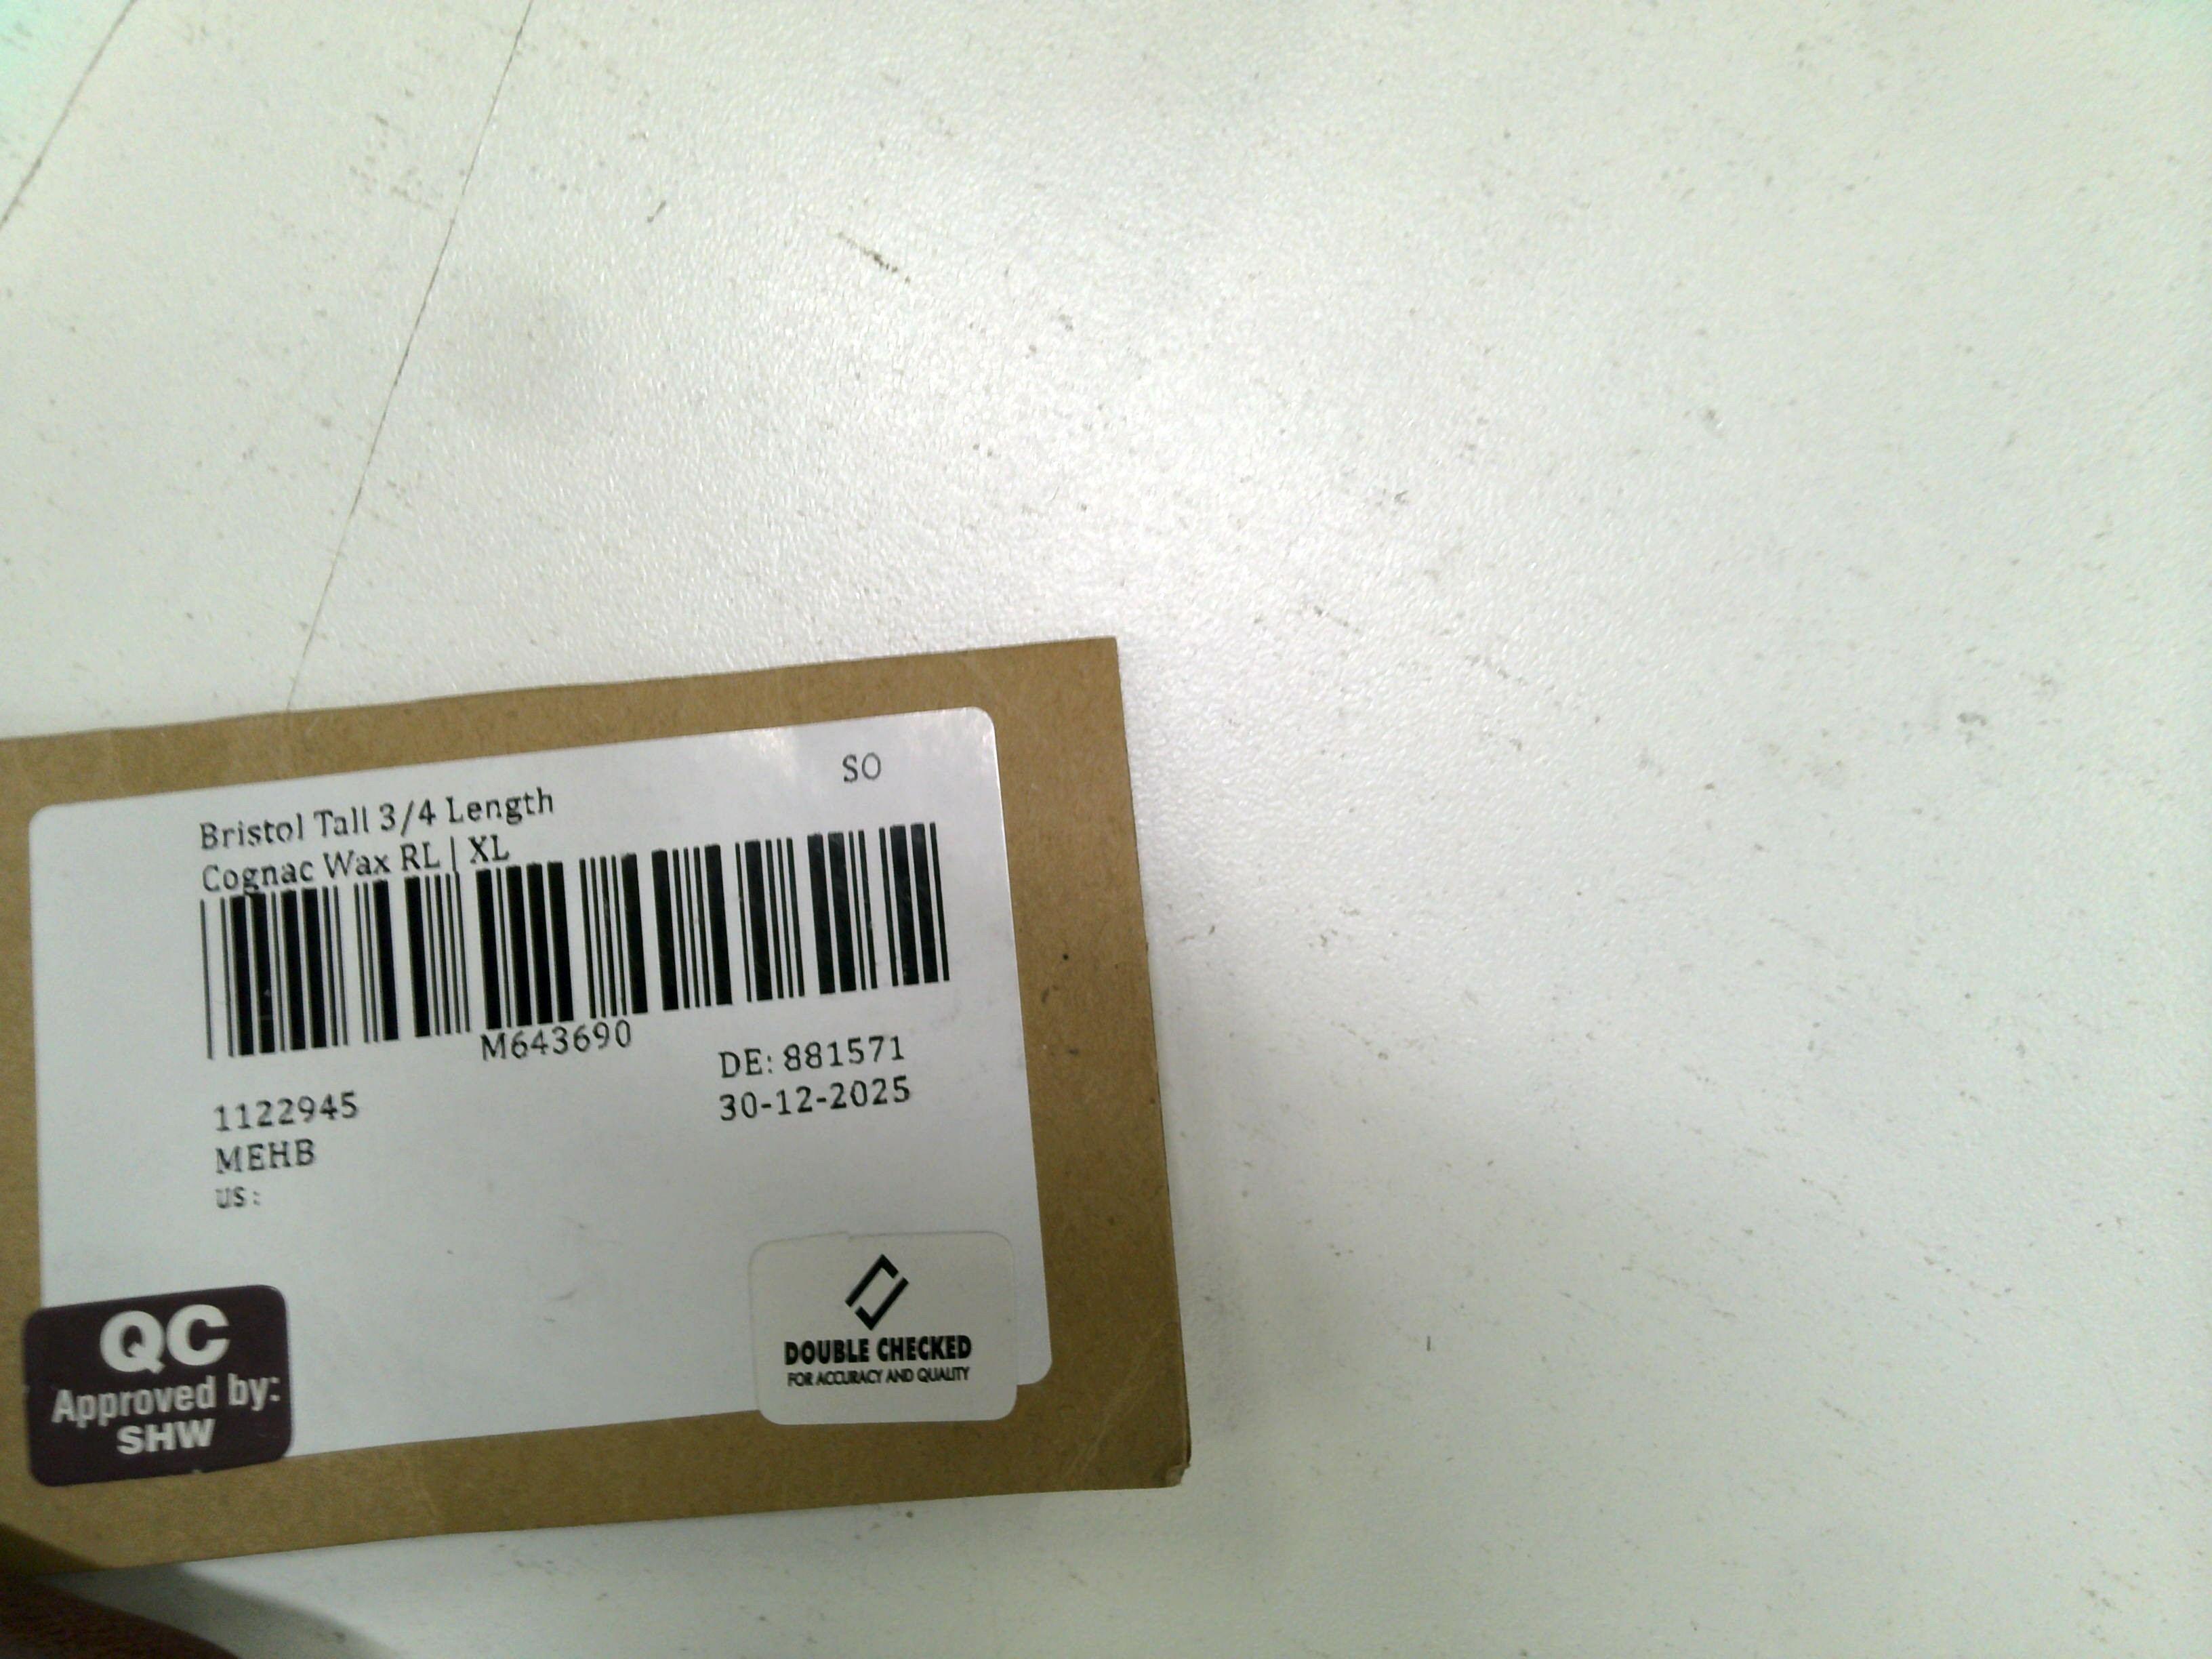 SO
Bristol Tall 3/4 Length
Cognac Wax RL | XL
M643690
DE: 881571
30-12-2025
1122945
MEHB
US:
QC
Approved by:
SHW
DOUBLE CHECKED
FOR ACCURACY AND QUALITY